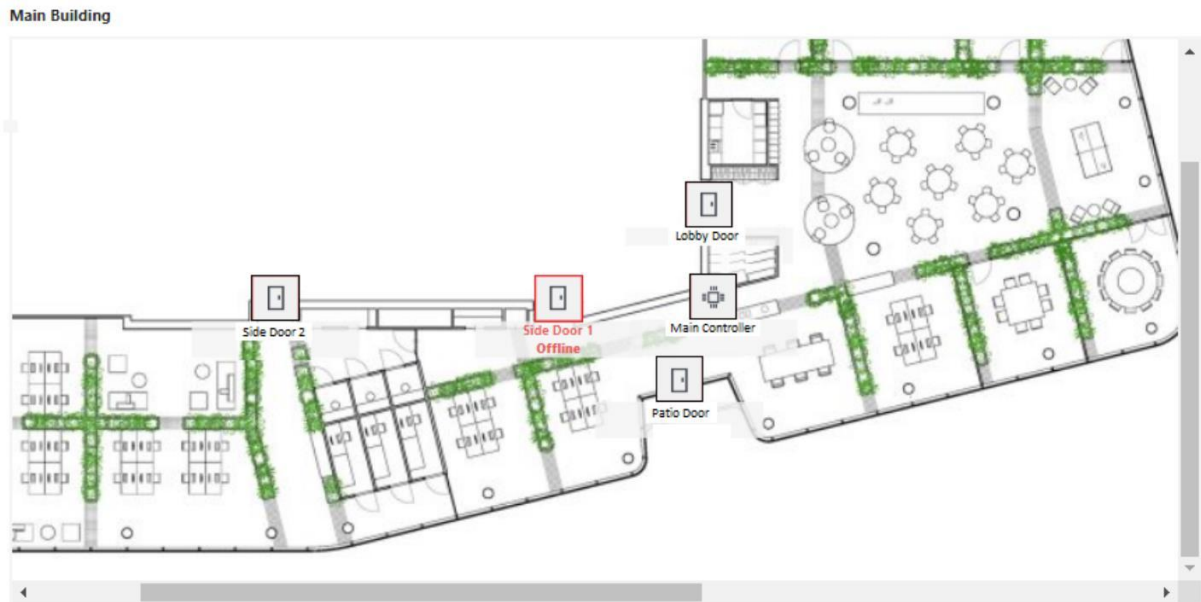 Main Building
Lobby Door
Side Door 2
Side Door 1
Offline
Main Controller
Patio Door